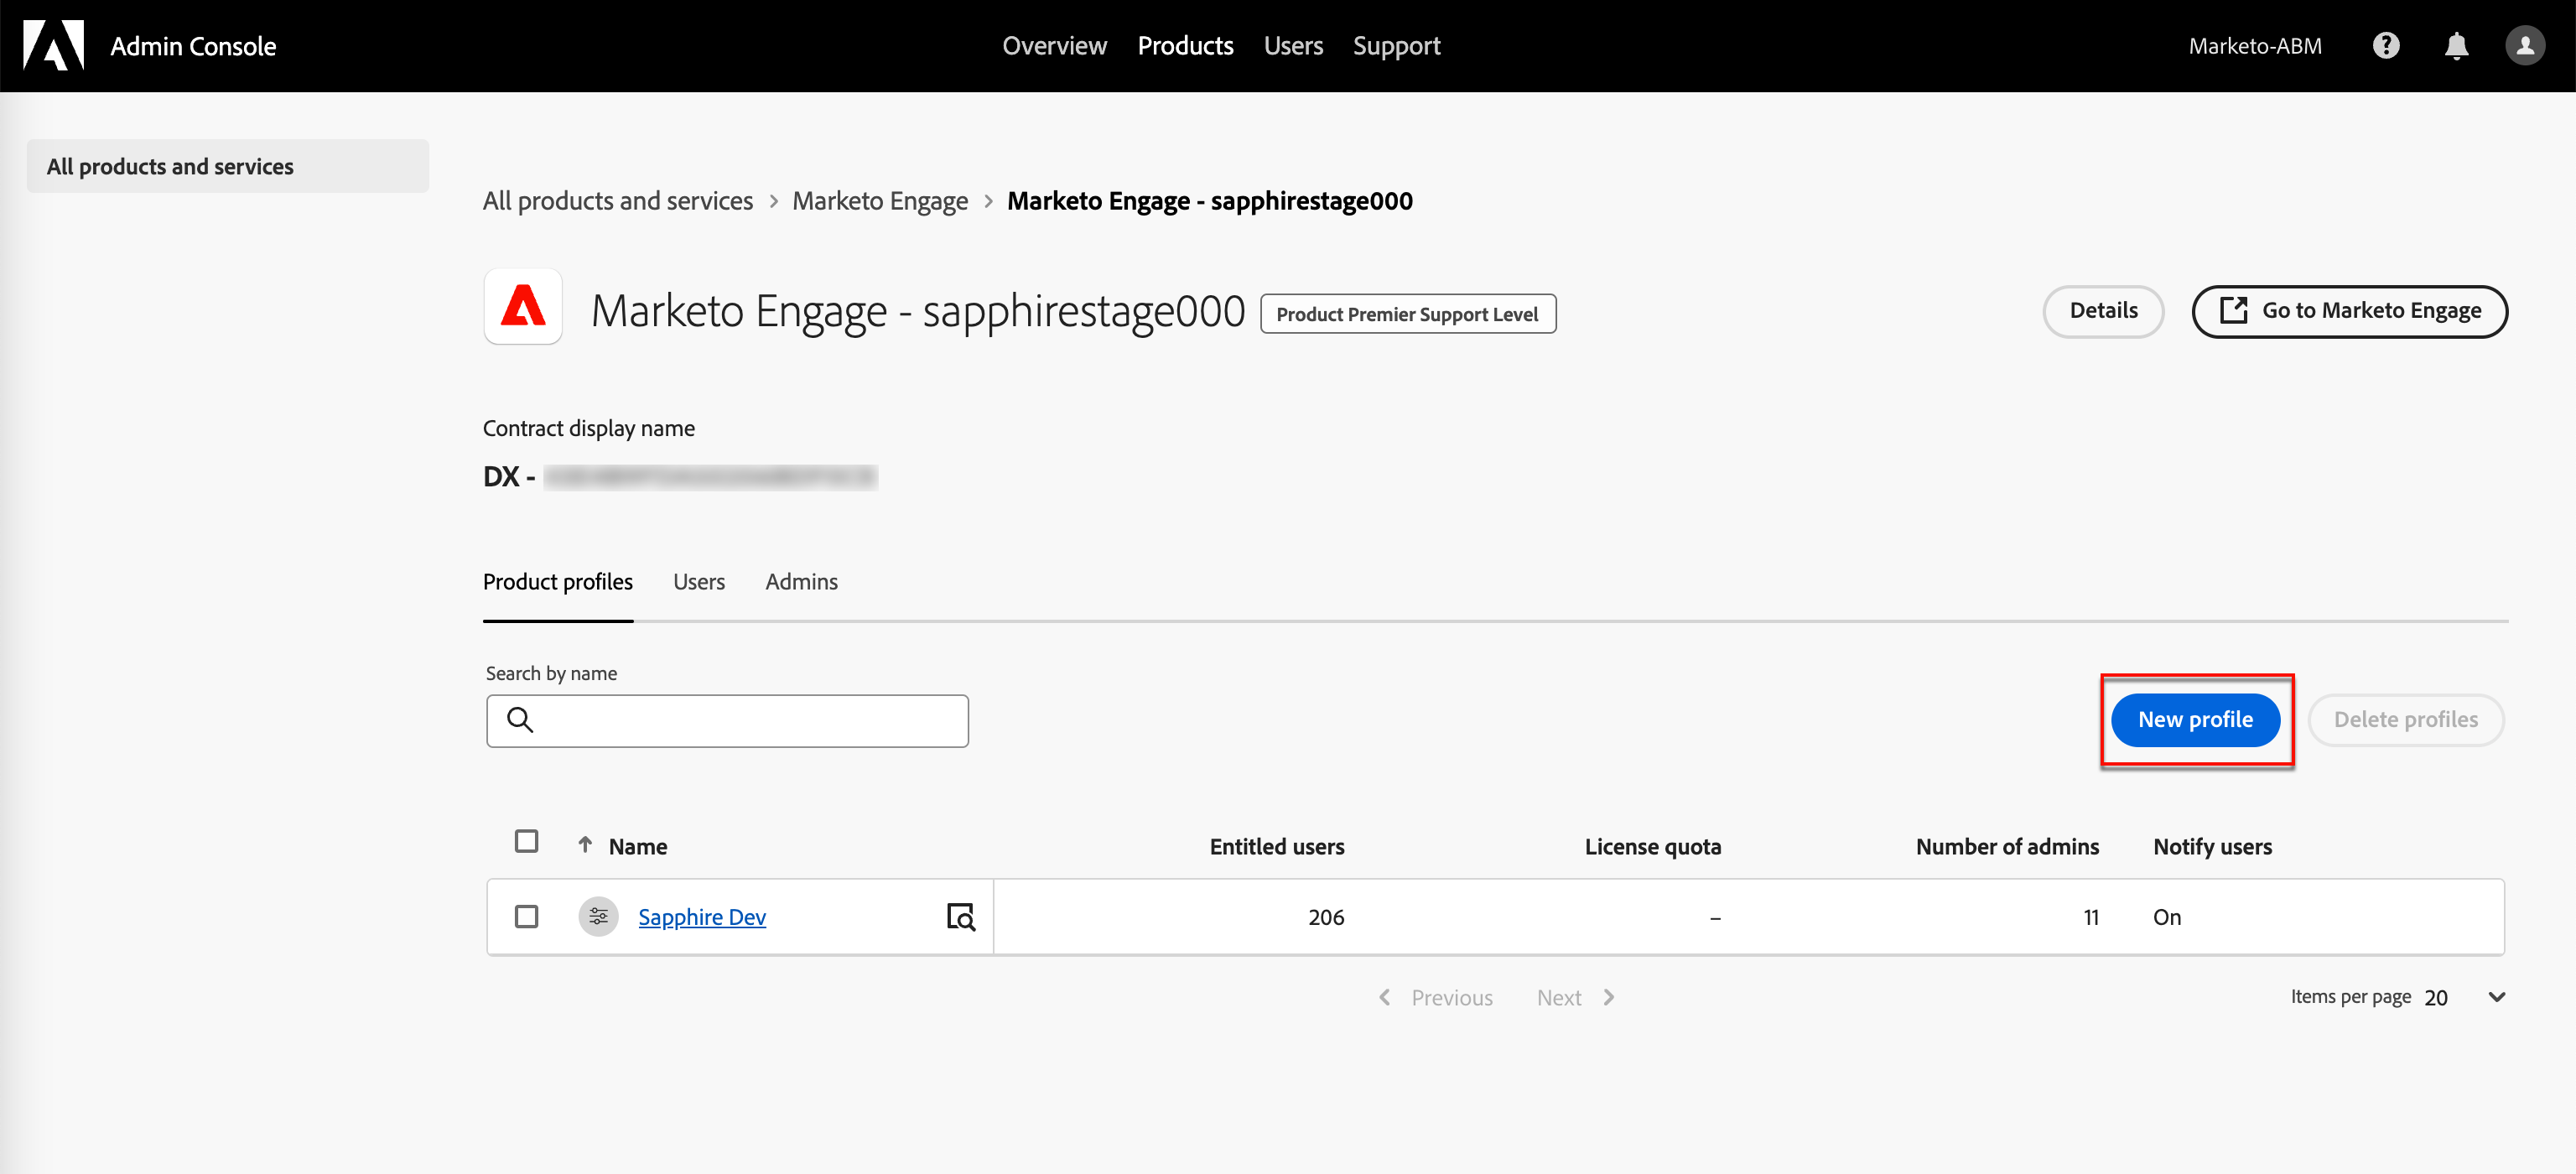 Admin Console
Overview Products Users Support
Marketo-ABM
All products and services
All products and services > Marketo Engage > Marketo Engage - sapphirestage000
Marketo Engage - sapphirestage000
Product Premier Support Level
Details
Go to Marketo Engage
Contract display name
DX -
Product profiles Users Admins
Search by name
New profile
Delete profiles
Name Entitled users License quota Number of admins Notify users
Sapphire Dev 206 – 11 On
Previous Next
Items per page 20